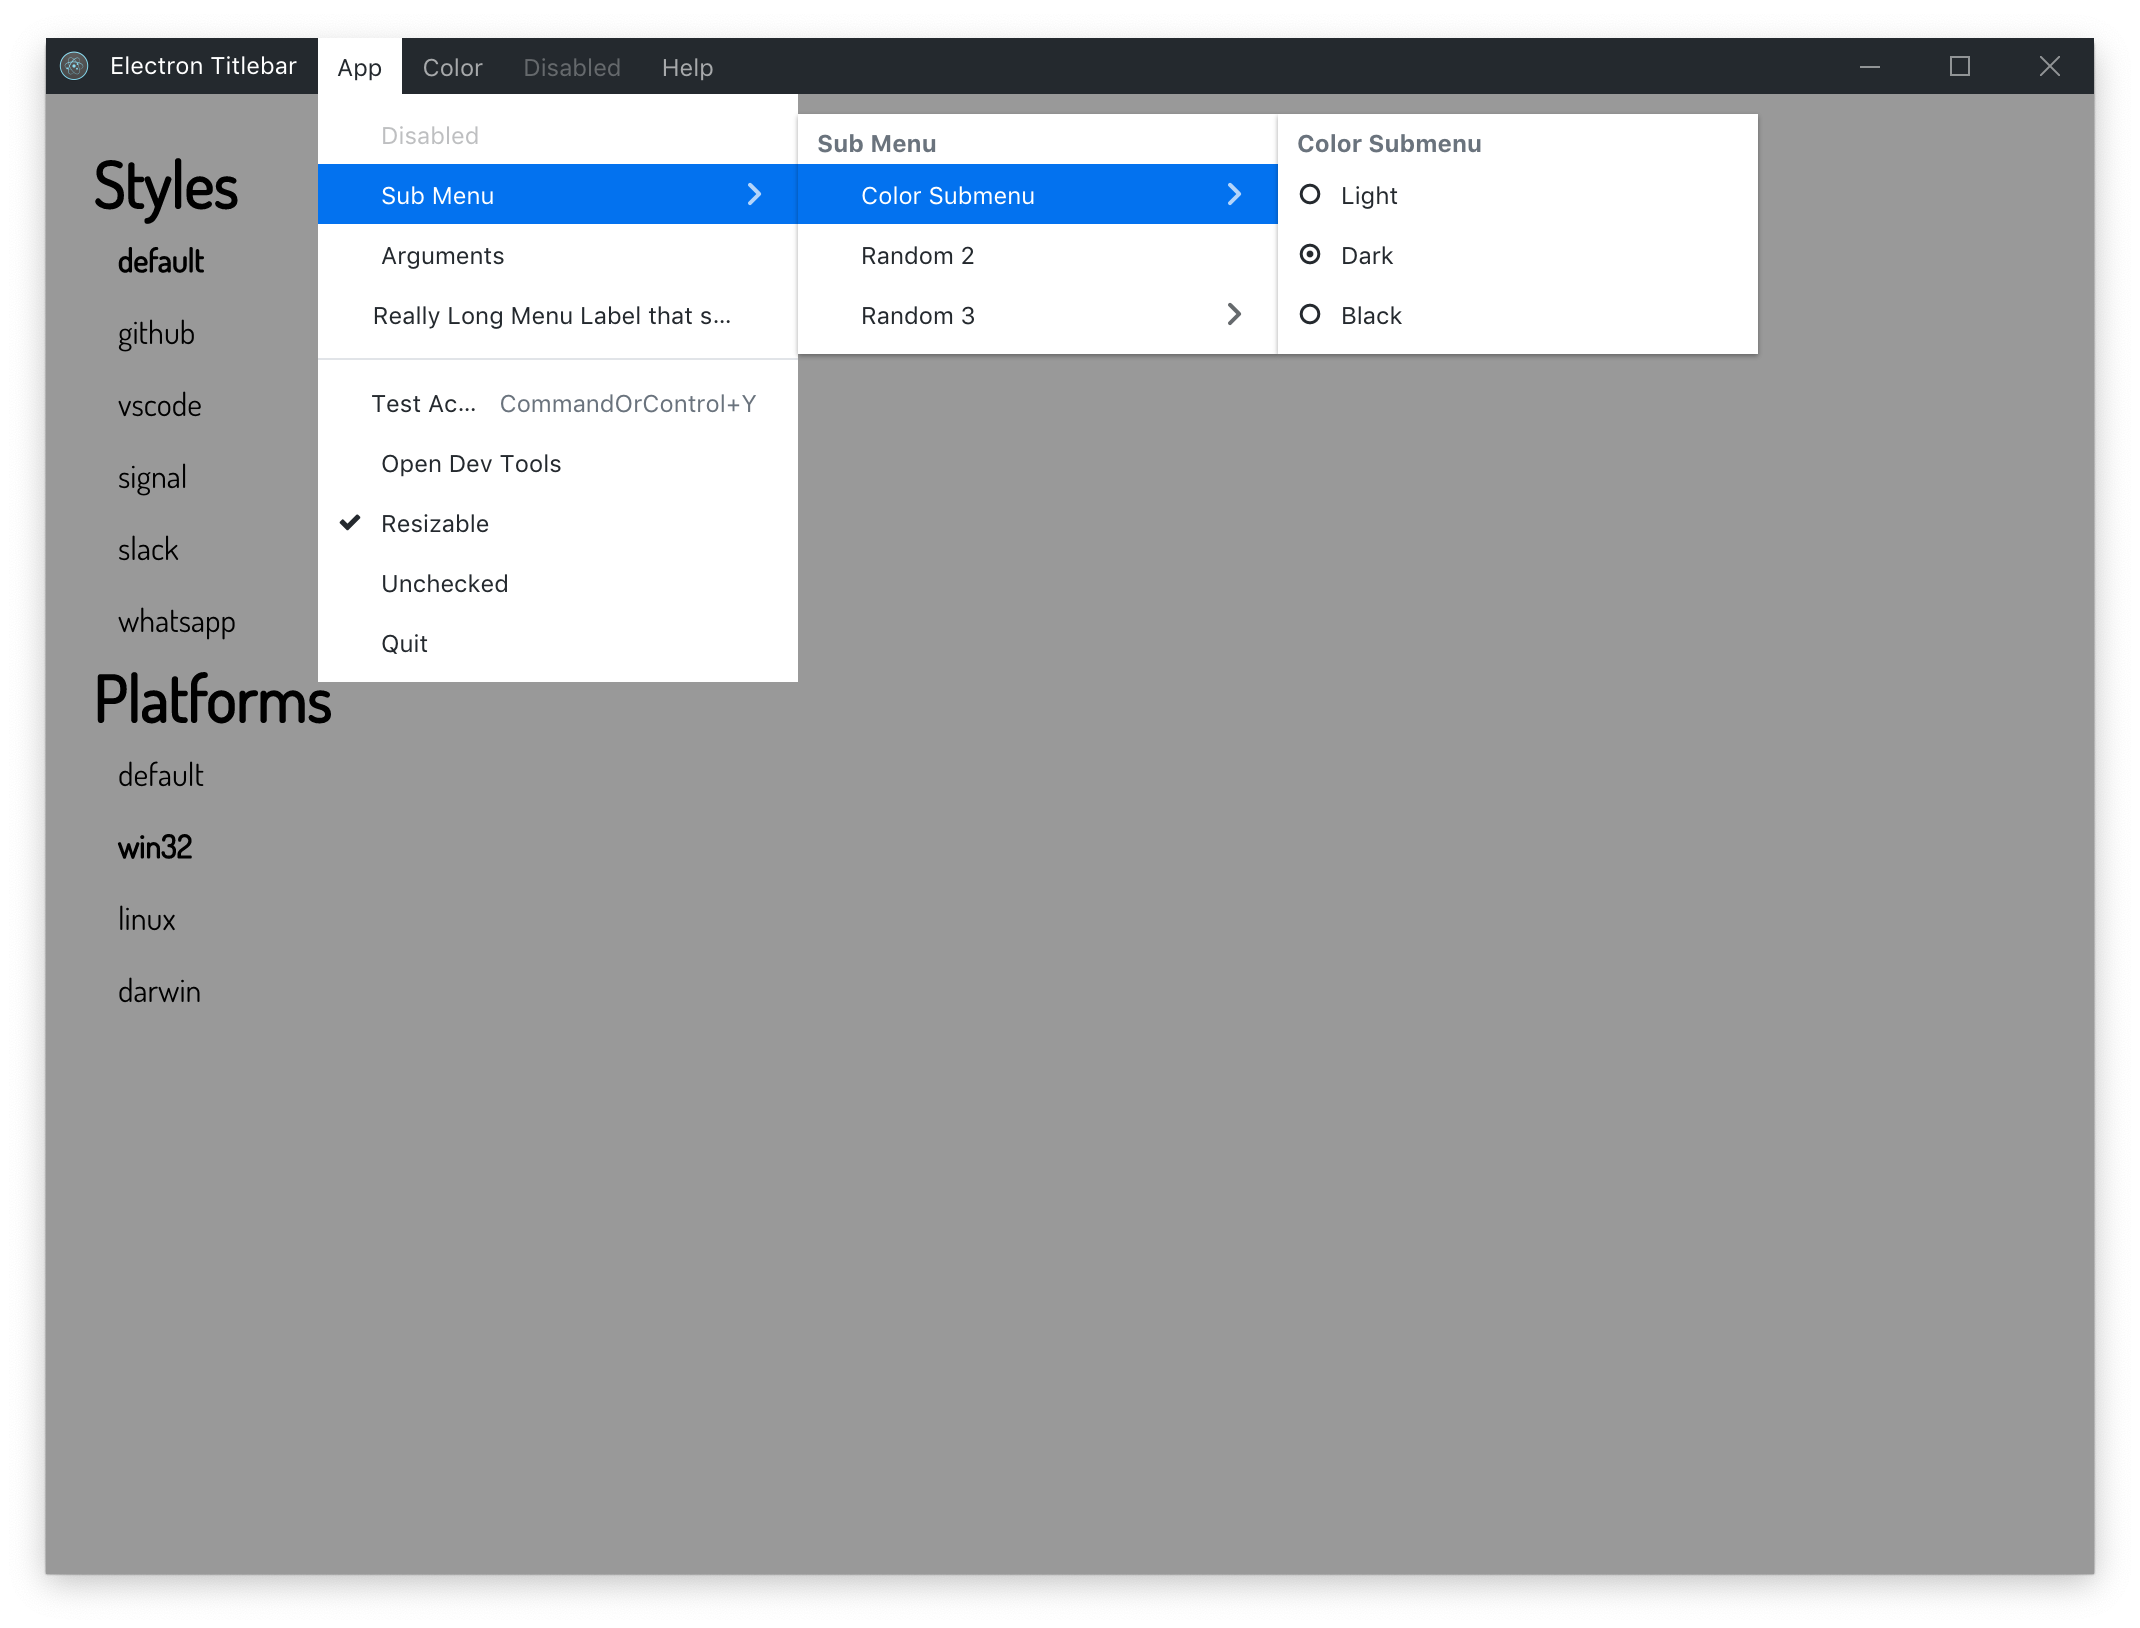 Electron Titlebar App Color Disabled Help
Disabled
Sub Menu
Arguments
Really Long Menu Label that s...
Test Ac... CommandOrControl+Y
Open Dev Tools
Resizable
Unchecked
Quit
Sub Menu
Color Submenu
Random 2
Random 3
Color Submenu
Light
Dark
Black
Styles
default
github
vscode
signal
slack
whatsapp
Platforms
default
win32
linux
darwin